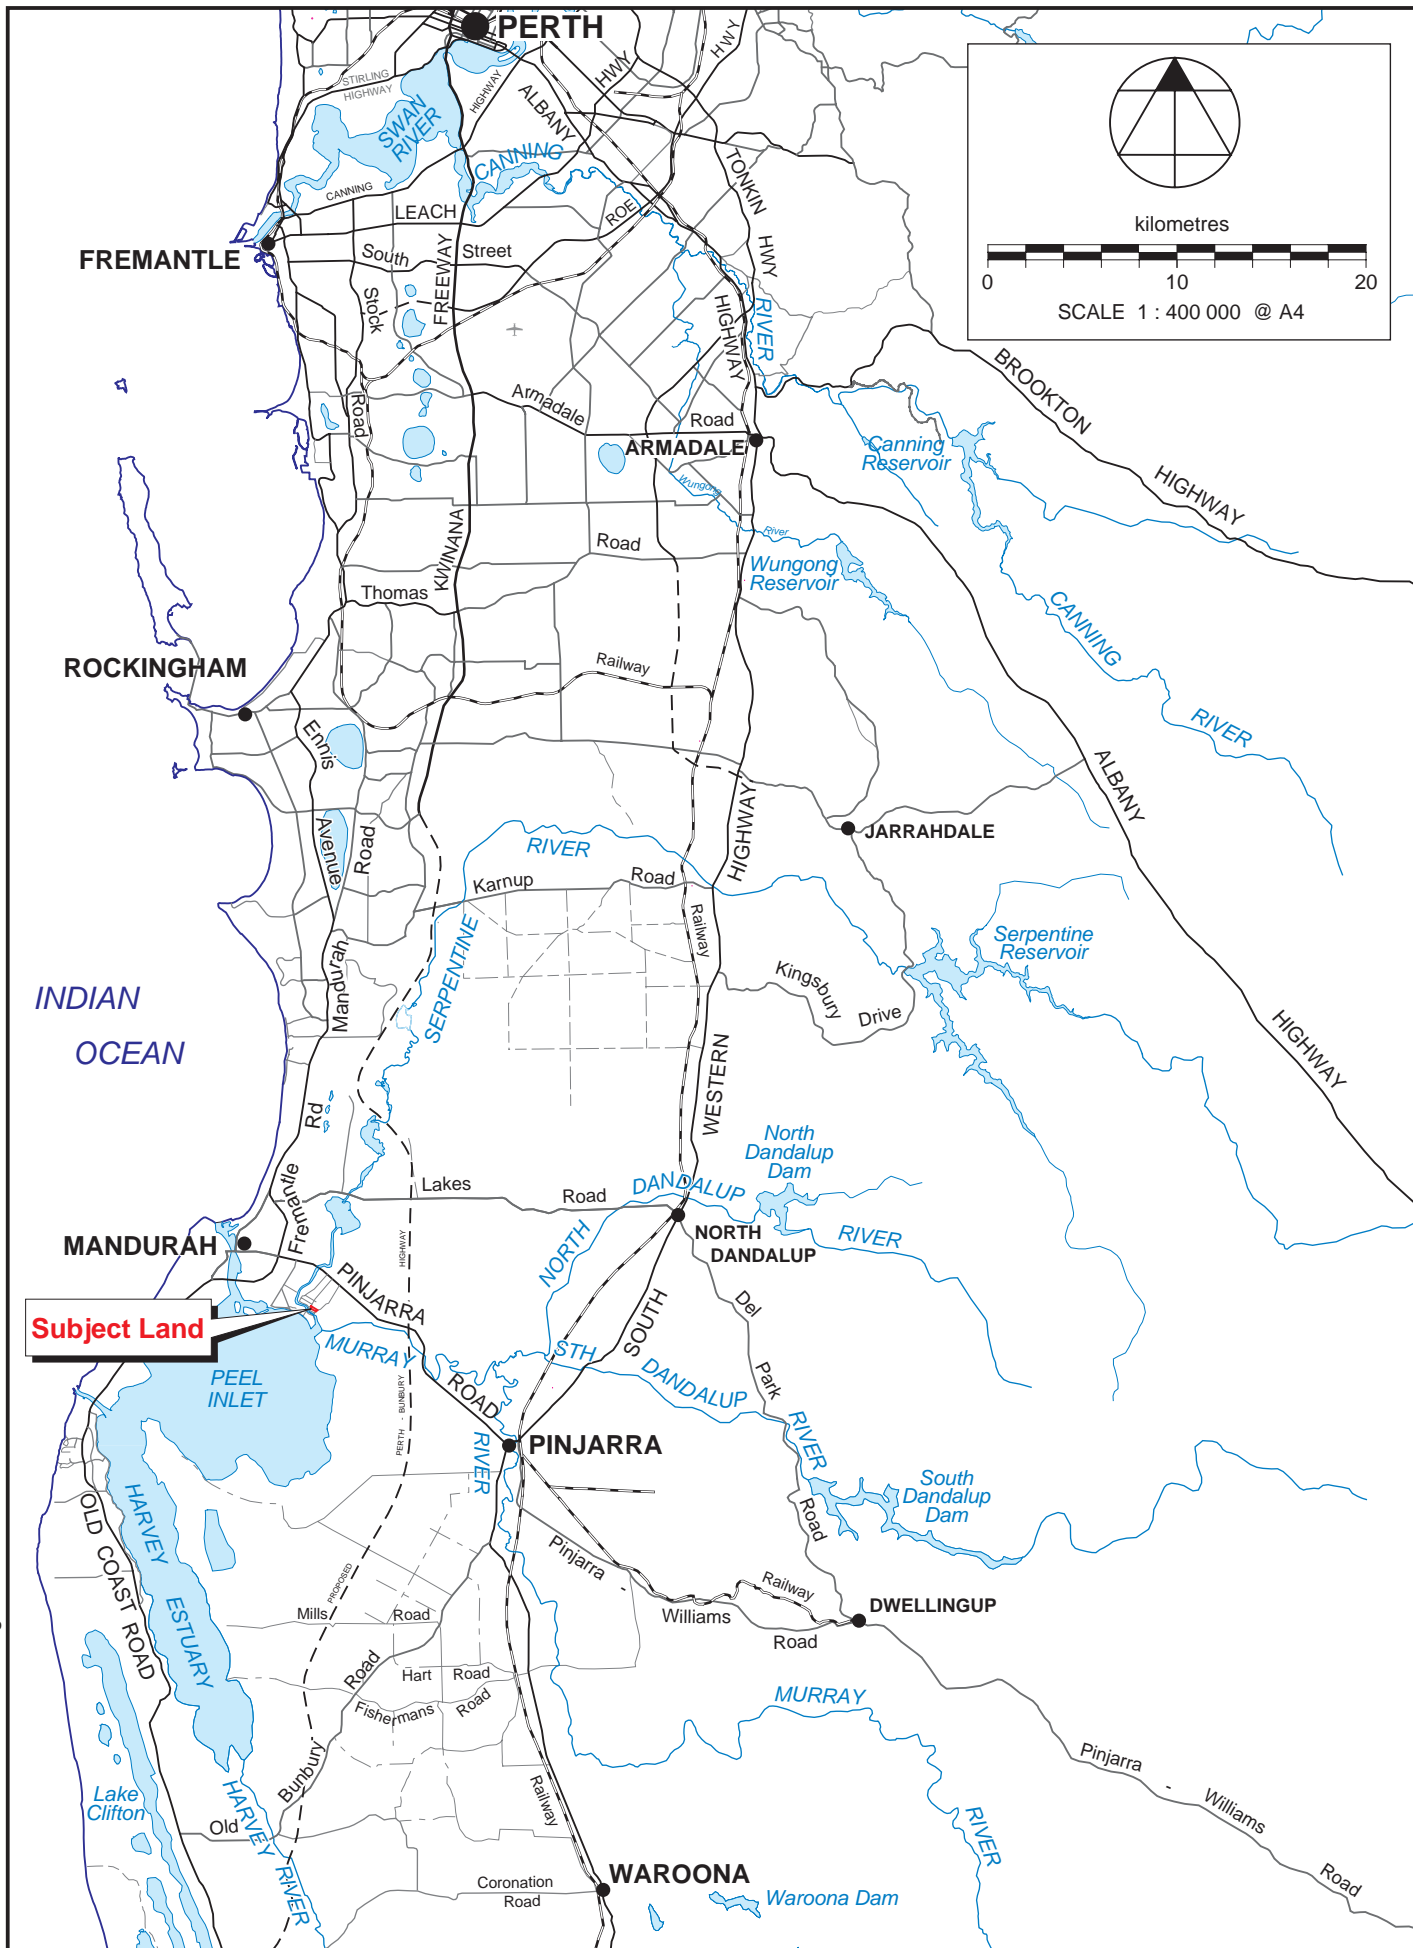 PERTH
HWY
HWY
STIRLING
HIGHWAY
HIGHWAY
ALBANY
SWAN
RIVER
CANNING
TONKIN
HWY
kilometres
0
10
20
SCALE 1 : 400 000 @ A4
CANNING
LEACH
ROE
FREMANTLE
South
Street
FREEWAY
Stock
Road
HIGHWAY
RIVER
BROOKTON
HIGHWAY
Armadale
Road
ARMADALE
Canning
Reservoir
Wungong
River
KWINANA
Road
Wungong
Reservoir
Thomas
CANNING
RIVER
ROCKINGHAM
Railway
Ennis
Avenue
Road
HIGHWAY
ALBANY
HIGHWAY
JARRAHDALE
RIVER
Karnup
Road
SERPENTINE
Railway
Serpentine
Reservoir
Kingsbury
Drive
INDIAN
OCEAN
Mandurah
Rd
Fremantle
WESTERN
North
Dandalup
Dam
Lakes
Road
DANDALUP
NORTH
RIVER
MANDURAH
NORTH
DANDALUP
HIGHWAY
PINJARRA
Del
Park
Road
SOUTH
Subject Land
MURRAY
STH
DANDALUP
RIVER
PEEL
INLET
PERTH - BUNBURY
ROAD
PINJARRA
RIVER
South
Dandalup
Dam
HARVEY
ESTUARY
OLD COAST ROAD
Pinjarra
-
Williams
Road
Railway
DWELLINGUP
PROPOSED
Mills
Road
Hart
Road
Road
Fishermans
Road
MURRAY
RIVER
Pinjarra
-
Williams
Road
Bunbury
Old
Lake
Clifton
HARVEY RIVER
Railway
Coronation
Road
WAROONA
Waroona Dam